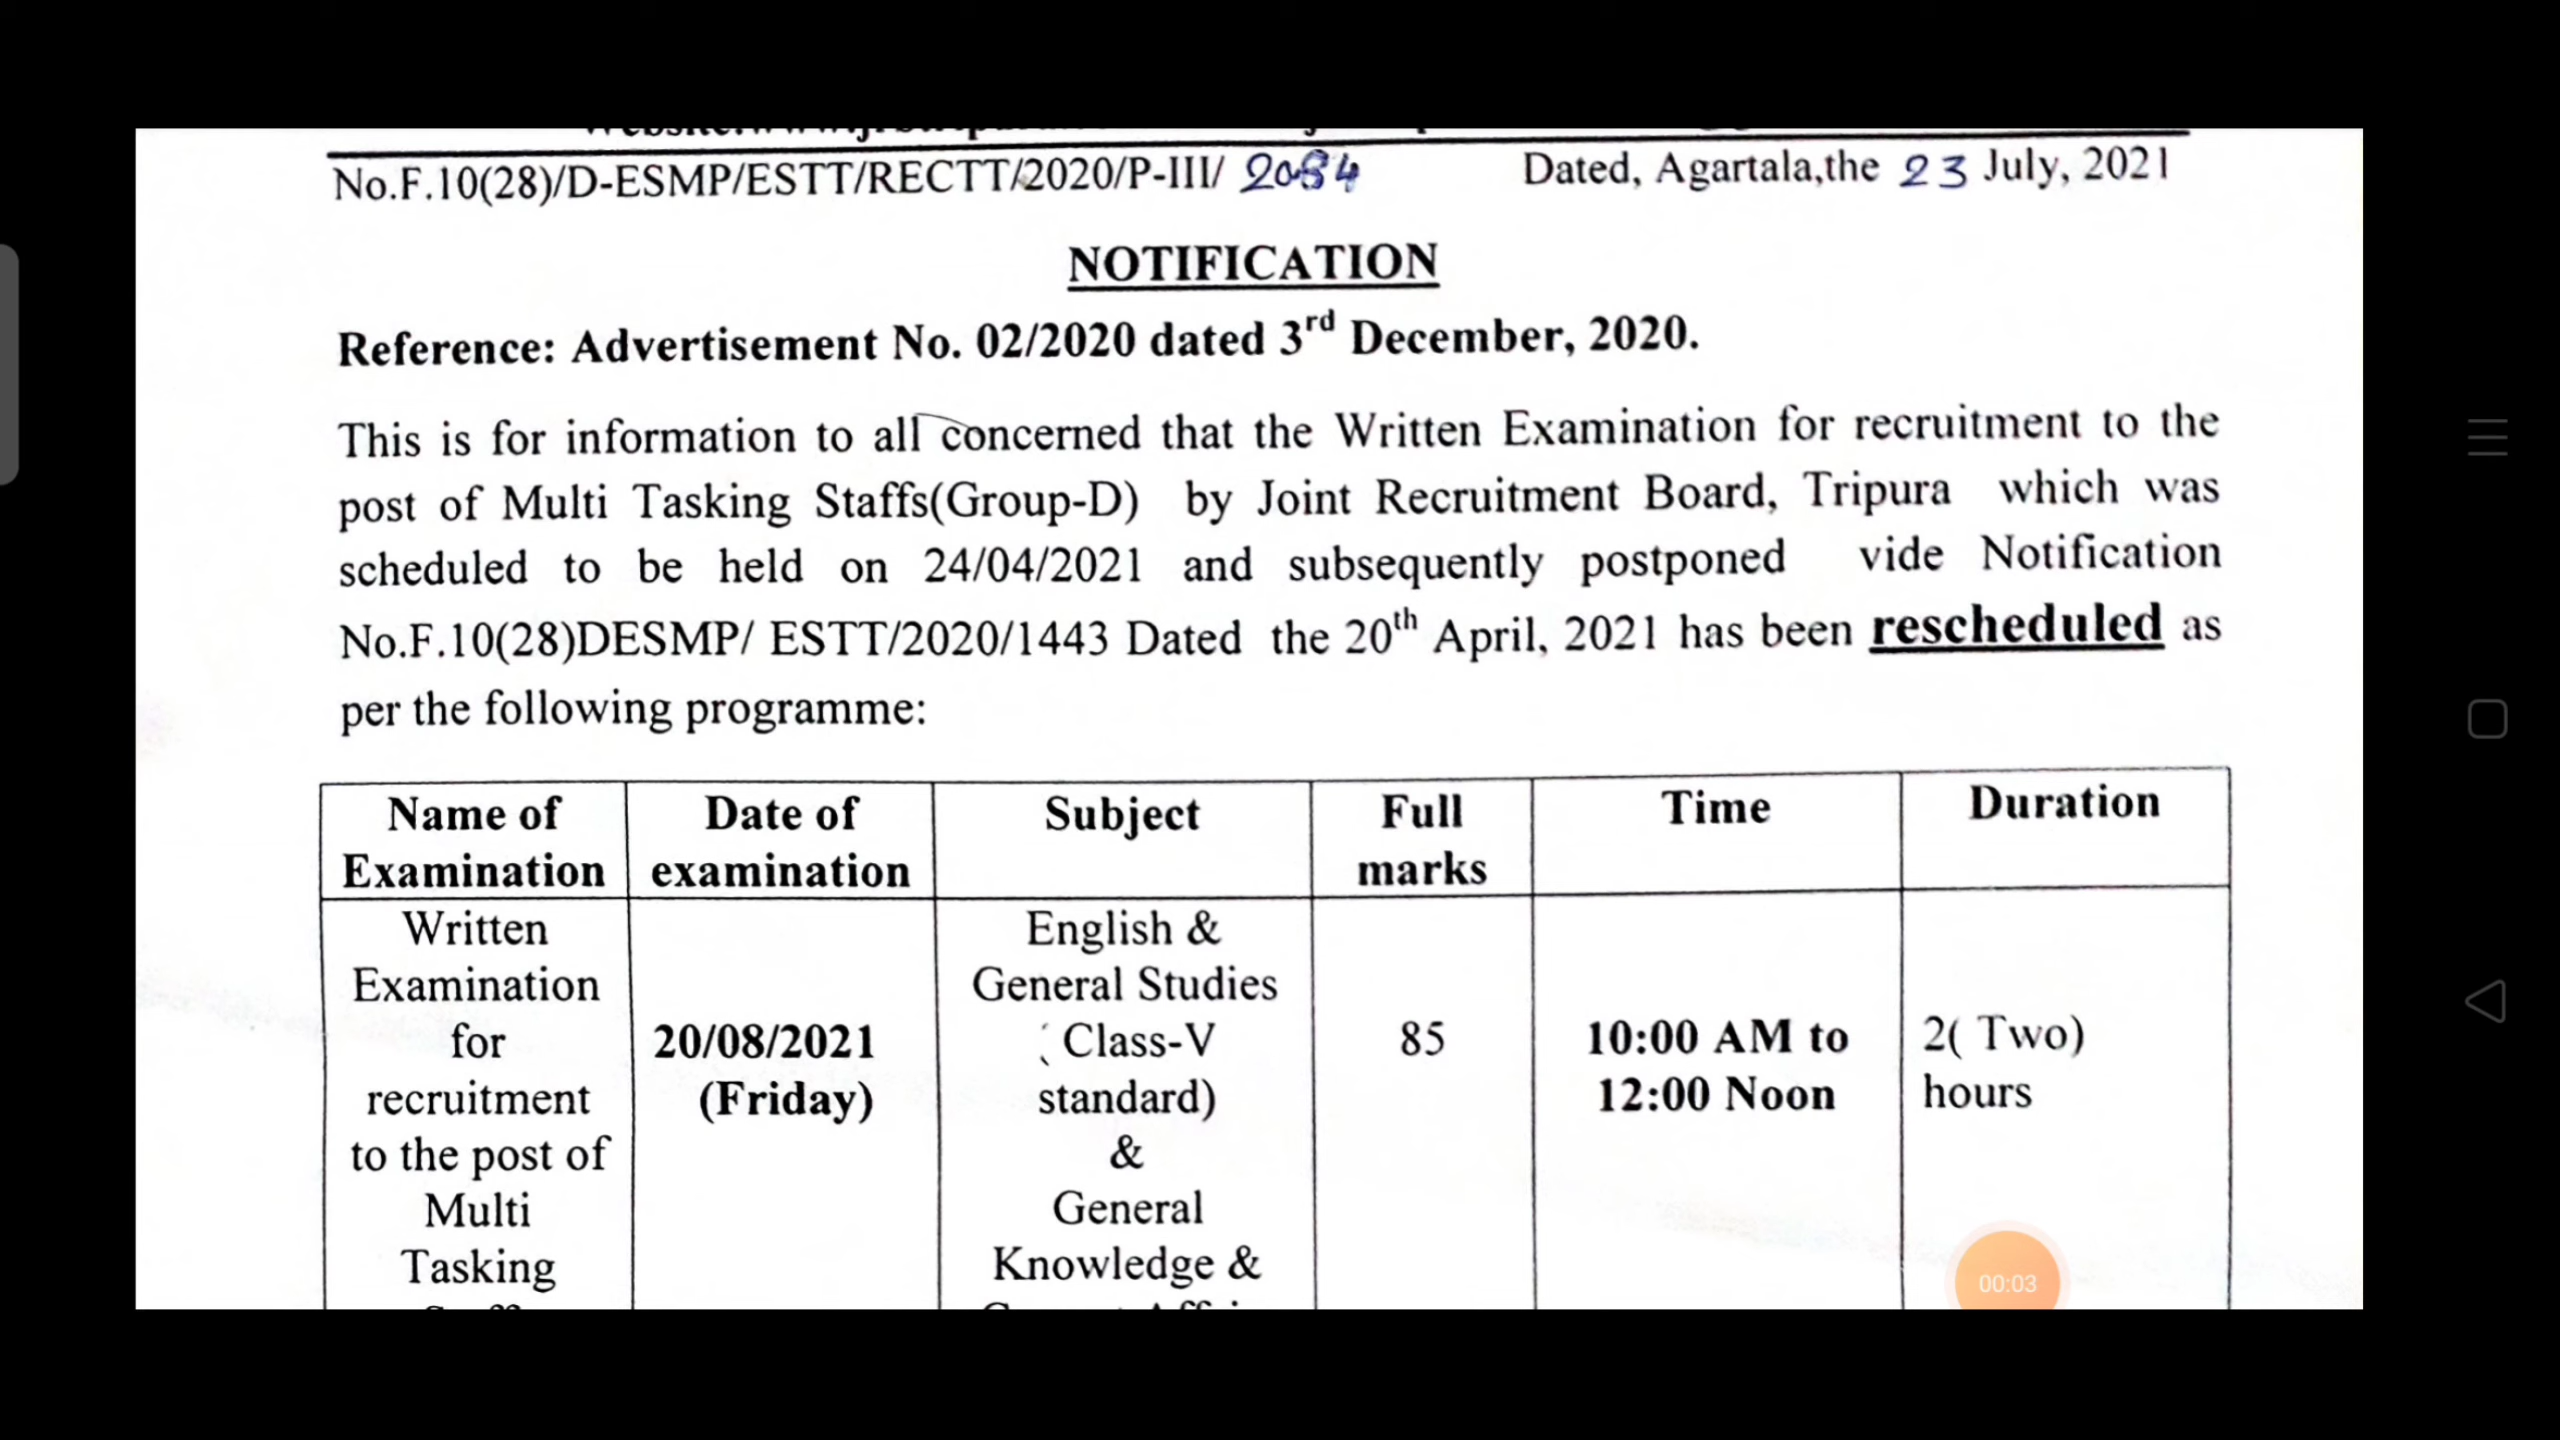 No.F.10(28)/D-ESMP/ESTT/RECTT/2020/P-III/ 2084 Dated, Agartala,the 23 July, 2021
NOTIFICATION
Reference: Advertisement No. 02/2020 dated 3rd December, 2020.
This is for information to all concerned that the Written Examination for recruitment to the
post of Multi Tasking Staffs(Group-D) by Joint Recruitment Board, Tripura which was
scheduled to be held on 24/04/2021 and subsequently postponed vide Notification
No.F.10(28)DESMP/ ESTT/2020/1443 Dated the 20th April, 2021 has been rescheduled as
per the following programme:
Name of Examination
Date of examination
Subject
Full marks
Time
Duration
Written
Examination
for
recruitment
to the post of
Multi
Tasking
20/08/2021
(Friday)
English &
General Studies
( Class-V
standard)
&
General
Knowledge &
85
10:00 AM to
12:00 Noon
2( Two)
hours
00:03